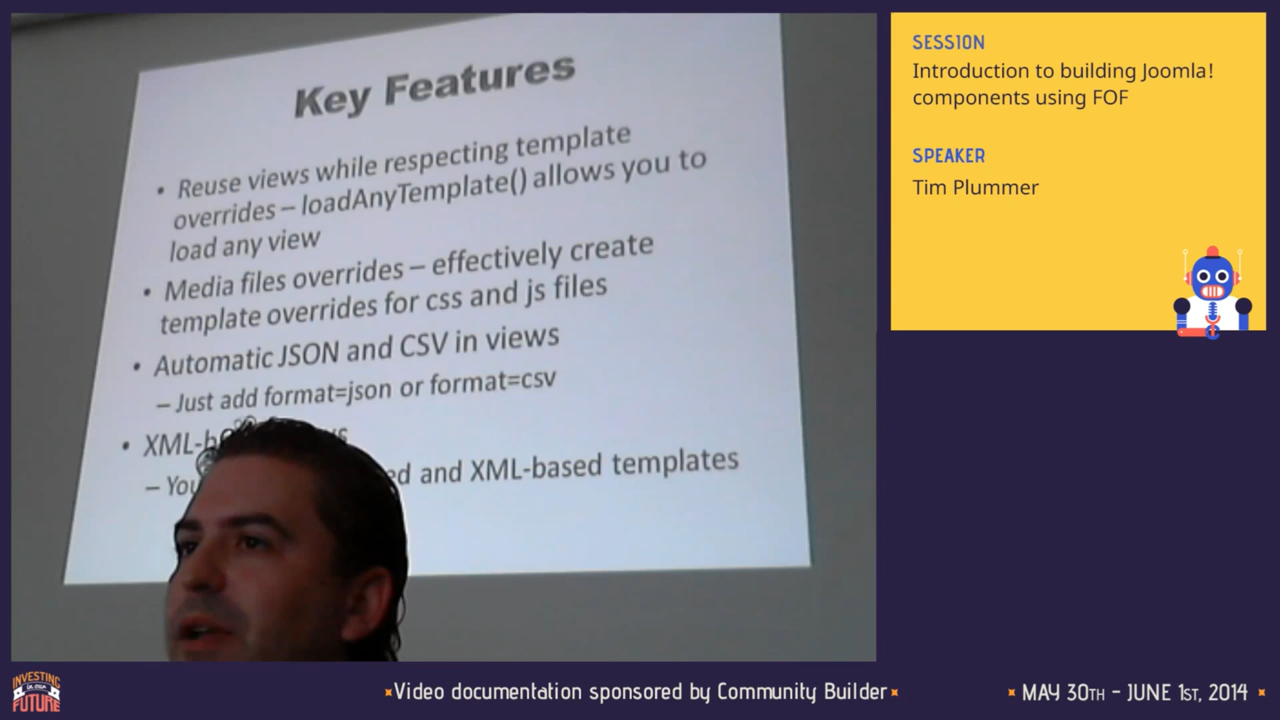 Key Features
• Reuse views while respecting template
overrides – loadAnyTemplate() allows you to
load any view
• Media files overrides – effectively create
template overrides for css and js files
• Automatic JSON and CSV in views
– Just add format=json or format=csv
• XML-
– and XML-based templates
SESSION
Introduction to building Joomla!
components using FOF
SPEAKER
Tim Plummer
INVESTING
IN OUR
FUTURE
Video documentation sponsored by Community Builder
MAY 30TH - JUNE 1ST, 2014